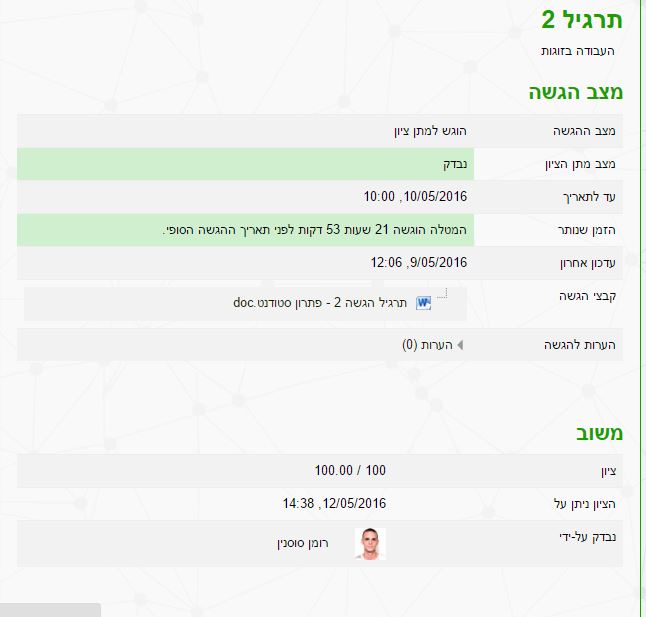 תרגיל 2
העבודה בזוגות
מצב הגשה
מצב ההגשה הוגש למתן ציון
מצב מתן הציון נבדק
עד לתאריך 10/05/2016, 10:00
הזמן שנותר המטלה הוגשה 21 שעות 53 דקות לפני תאריך ההגשה הסופי.
עדכון אחרון 9/05/2016, 12:06
קבצי הגשה תרגיל הגשה 2 - פתרון סטודנט.doc
הערות להגשה הערות (0)
משוב
ציון 100.00 / 100
הציון ניתן על 12/05/2016, 14:38
נבדק על-ידי רומן סוסנין